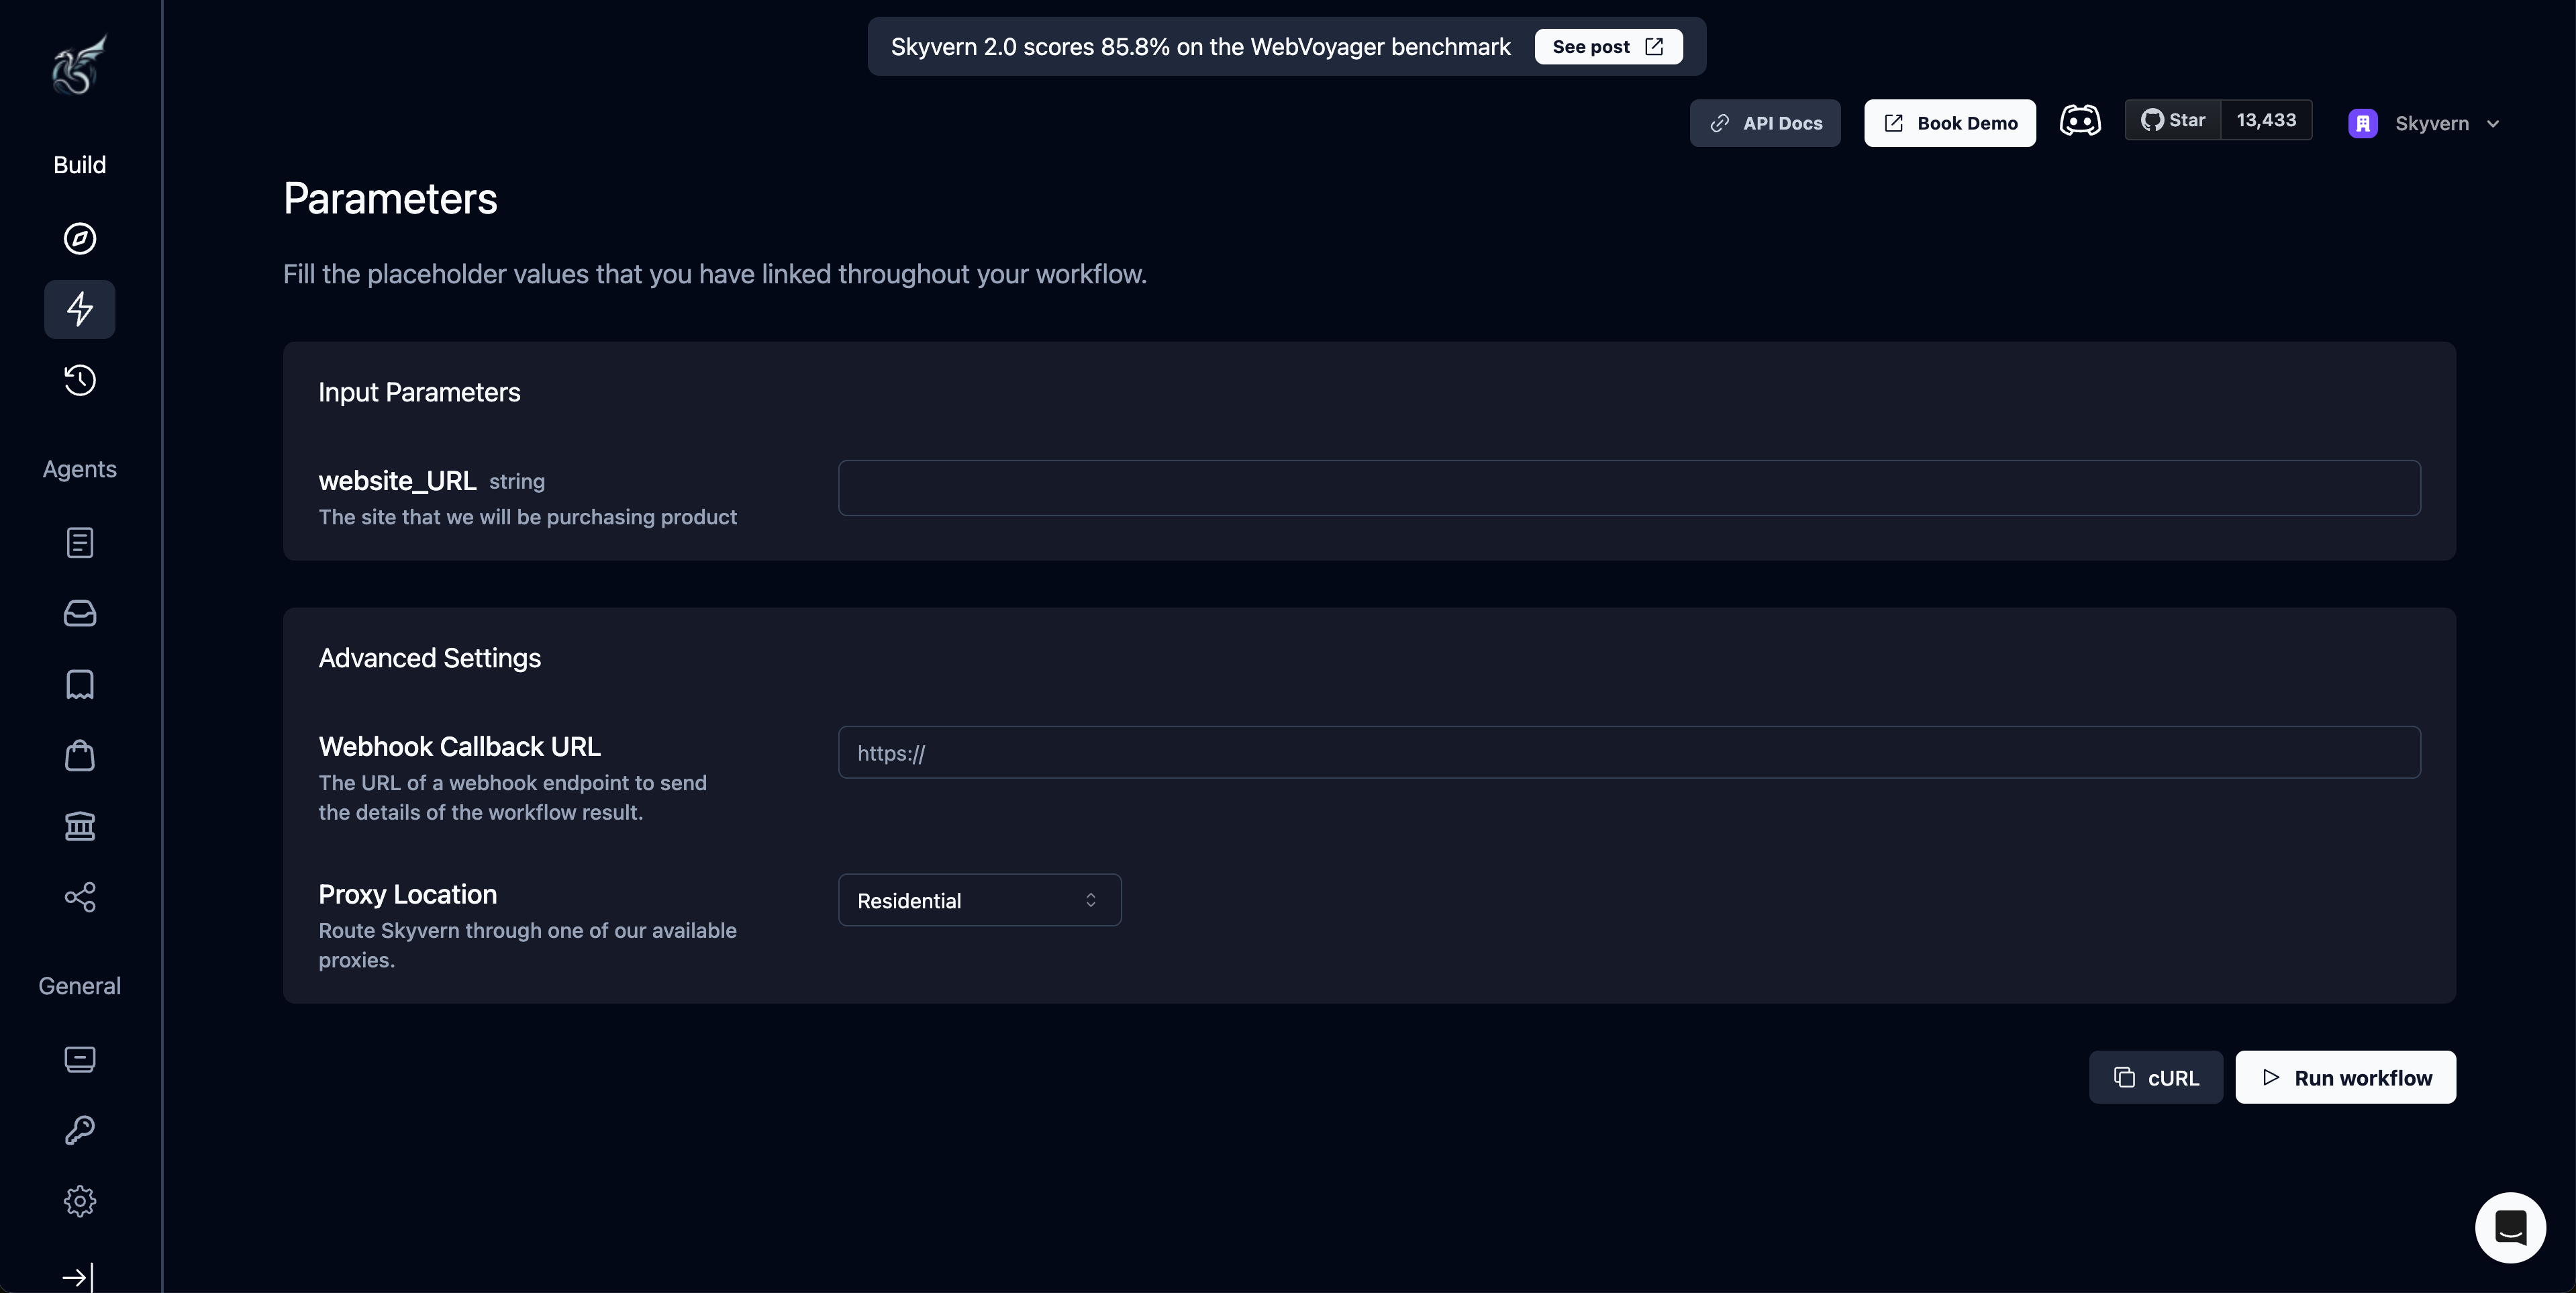 Skyvern 2.0 scores 85.8% on the WebVoyager benchmark
See post
API Docs
Book Demo
Star
13,433
Skyvern
Build
Agents
General
Parameters
Fill the placeholder values that you have linked throughout your workflow.
Input Parameters
website_URL string
The site that we will be purchasing product
Advanced Settings
Webhook Callback URL
https://
The URL of a webhook endpoint to send
the details of the workflow result.
Proxy Location
Residential
Route Skyvern through one of our available
proxies.
cURL
Run workflow